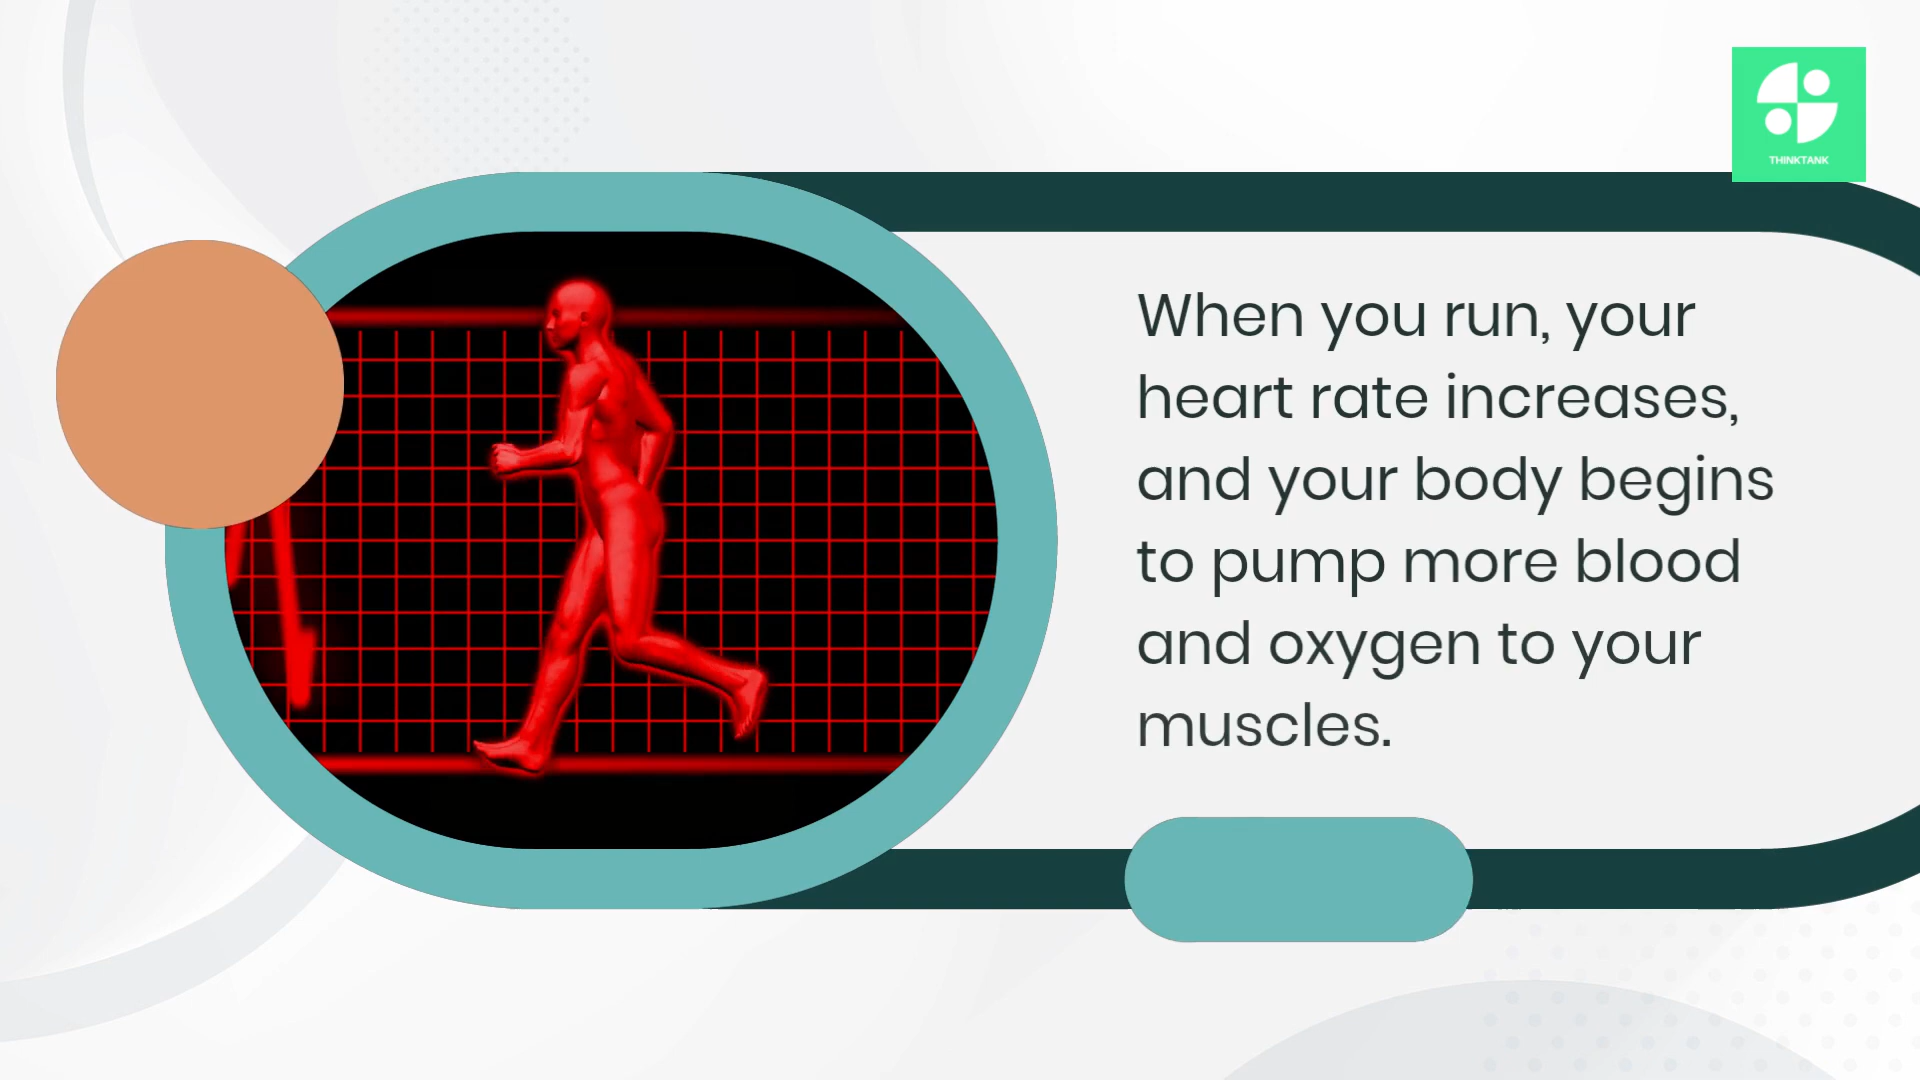 THINKTANK
When you run, your
heart rate increases,
and your body begins
to pump more blood
and oxygen to your
muscles.